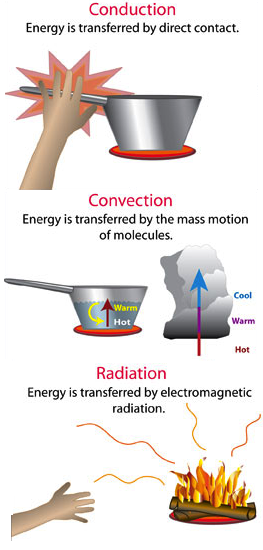 Conduction
Energy is transferred by direct contact.
Convection
Energy is transferred by the mass motion
of molecules.
Warm
Hot
Cool
Warm
Hot
Radiation
Energy is transferred by electromagnetic
radiation.